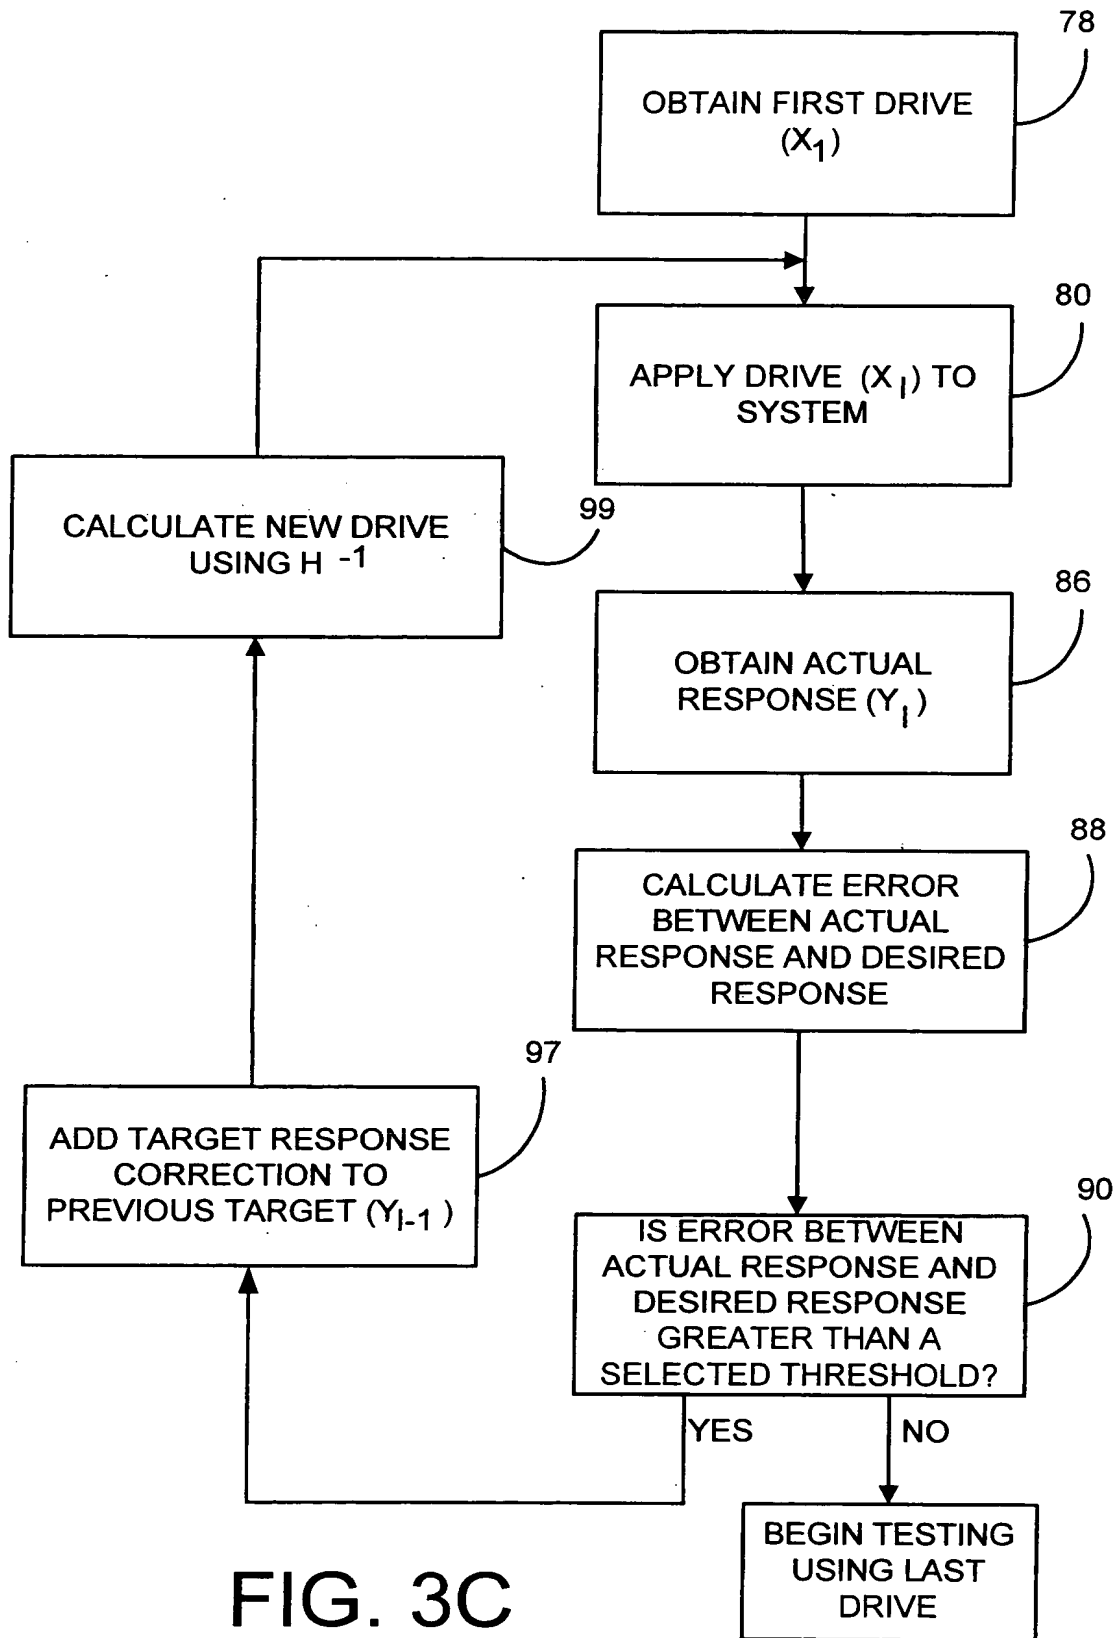 78
OBTAIN FIRST DRIVE
(X1)
80
APPLY DRIVE (XI) TO
SYSTEM
99
CALCULATE NEW DRIVE
USING H -1
86
OBTAIN ACTUAL
RESPONSE (YI)
88
CALCULATE ERROR
BETWEEN ACTUAL
RESPONSE AND DESIRED
RESPONSE
97
ADD TARGET RESPONSE
CORRECTION TO
PREVIOUS TARGET (YI-1)
90
IS ERROR BETWEEN
ACTUAL RESPONSE AND
DESIRED RESPONSE
GREATER THAN A
SELECTED THRESHOLD?
YES
NO
BEGIN TESTING
USING LAST
DRIVE
FIG. 3C